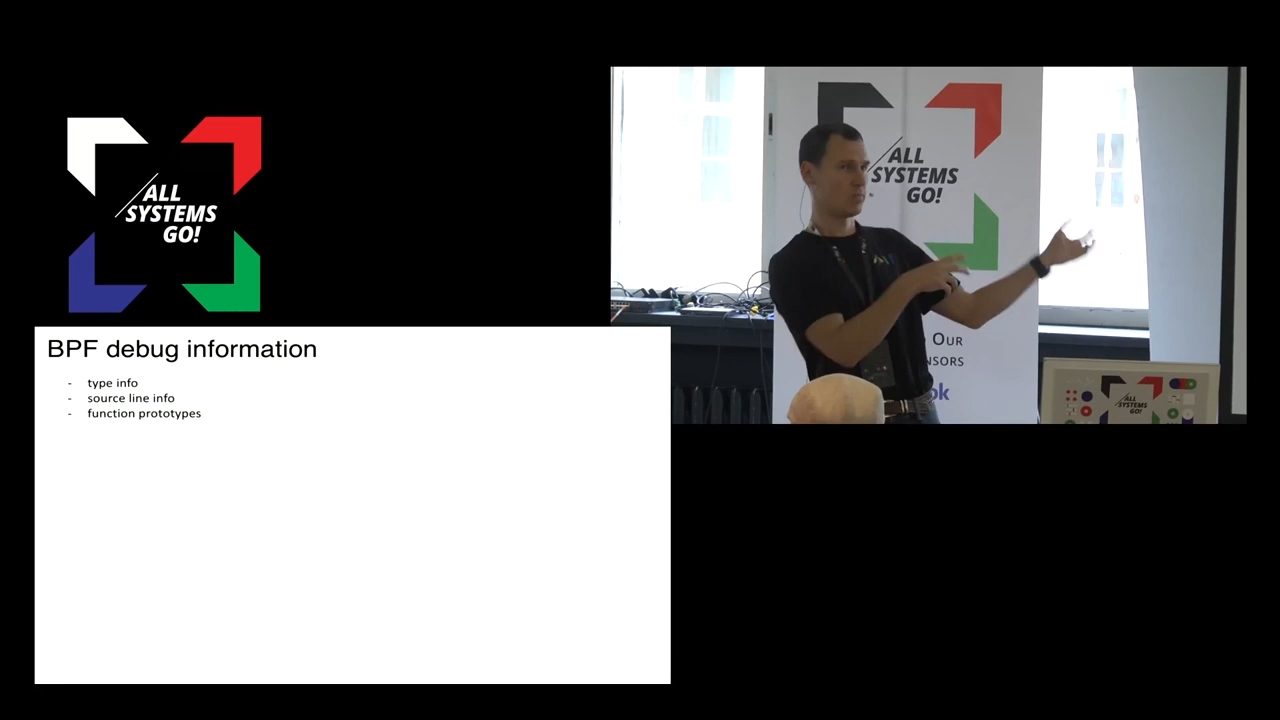 ALL
SYSTEMS
GO!
BPF debug information
- type info
- source line info
- function prototypes
ALL
SYSTEMS
GO!
OUR
NSORS
ok
ALL
SYSTEMS
GO!